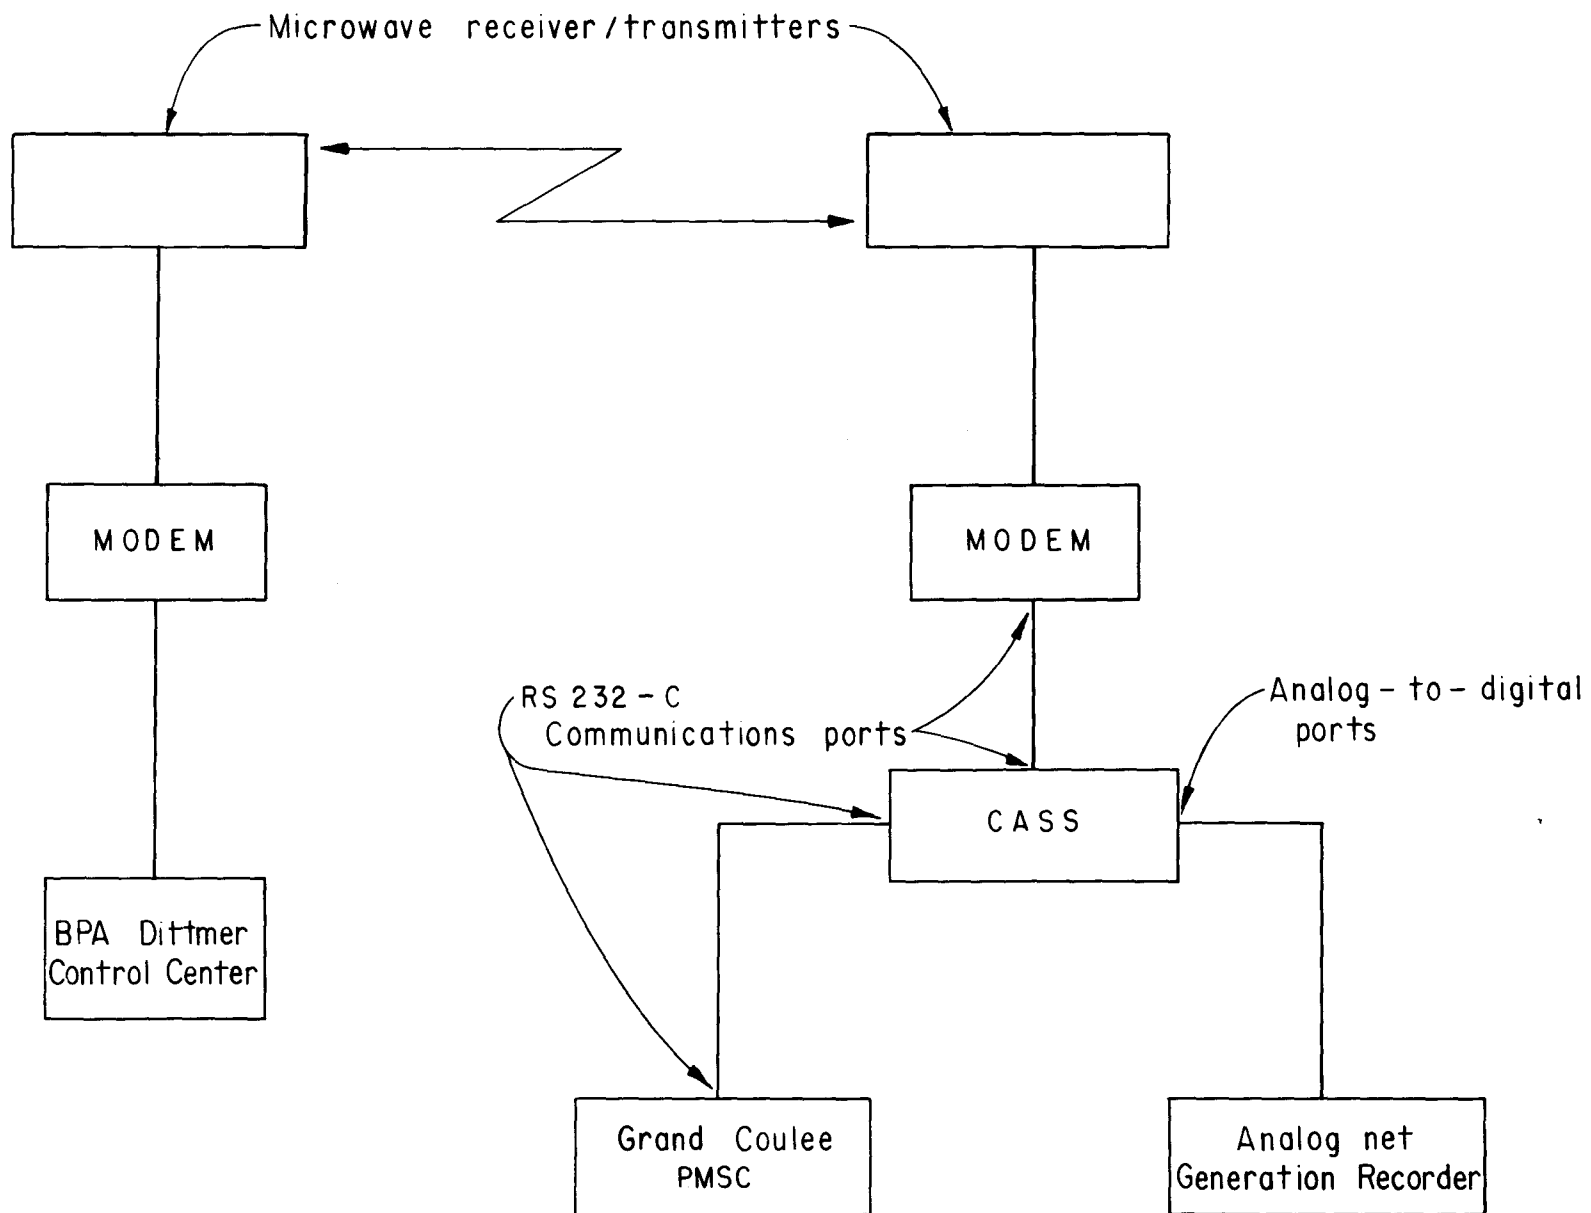 Microwave receiver/transmitters
MODEM
MODEM
RS 232-C
Communications ports
Analog-to-digital
ports
CASS
BPA Dittmer
Control Center
Grand Coulee
PMSC
Analog net
Generation Recorder